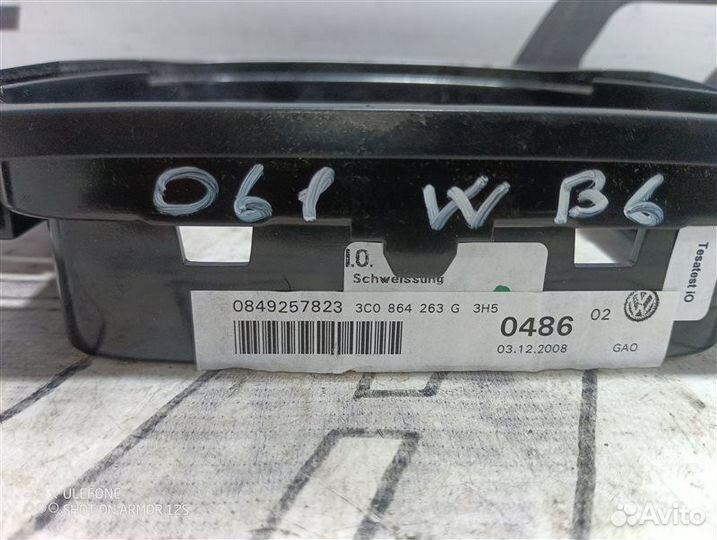 061 W B6
i.O.
Schweissung
Tesatest iO
0849257823 3C0 864 263 G 3H5
0486 02
03.12.2008 GAO
ULEFONE
SHOT ON ARMOR 12S
Avito